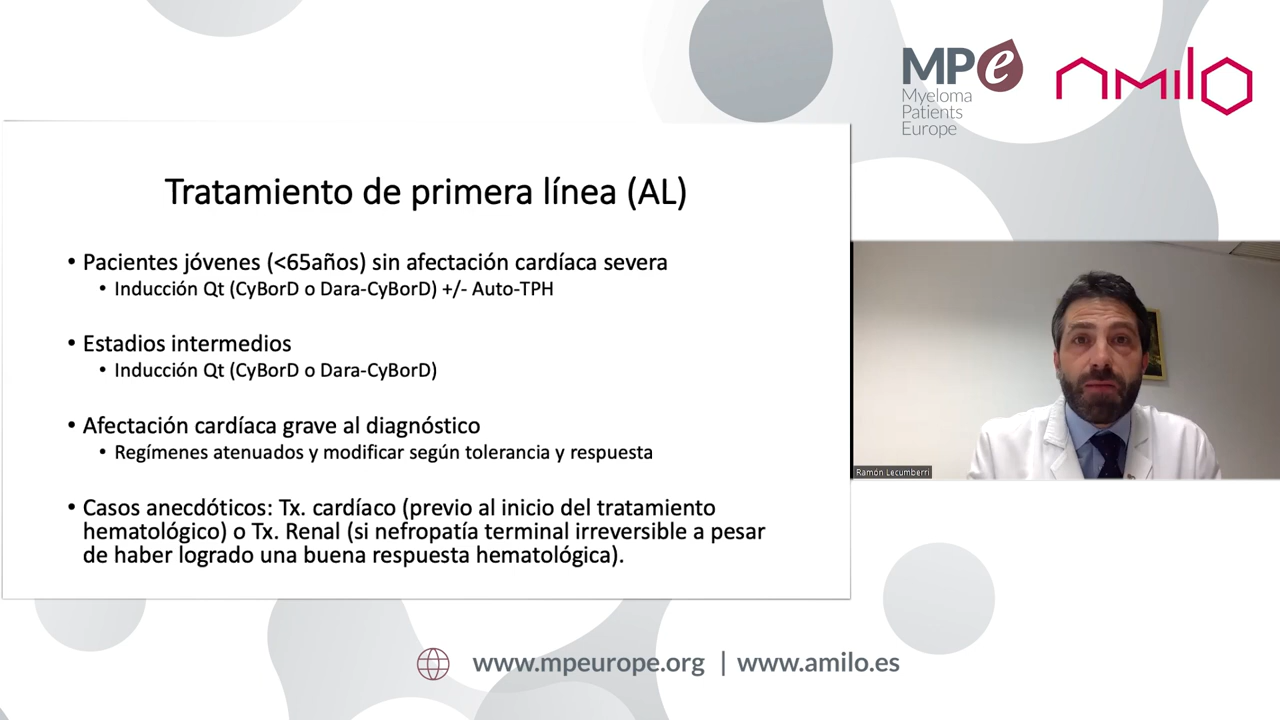 MPe
Myeloma
Patients
Europe
amilo
Tratamiento de primera línea (AL)
• Pacientes jóvenes (<65años) sin afectación cardíaca severa
• Inducción Qt (CyBorD o Dara-CyBorD) +/- Auto-TPH
• Estadios intermedios
• Inducción Qt (CyBorD o Dara-CyBorD)
• Afectación cardíaca grave al diagnóstico
• Regímenes atenuados y modificar según tolerancia y respuesta
• Casos anecdóticos: Tx. cardíaco (previo al inicio del tratamiento
hematológico) o Tx. Renal (si nefropatía terminal irreversible a pesar
de haber logrado una buena respuesta hematológica).
Ramón Lecumberri
www.mpeurope.org | www.amilo.es